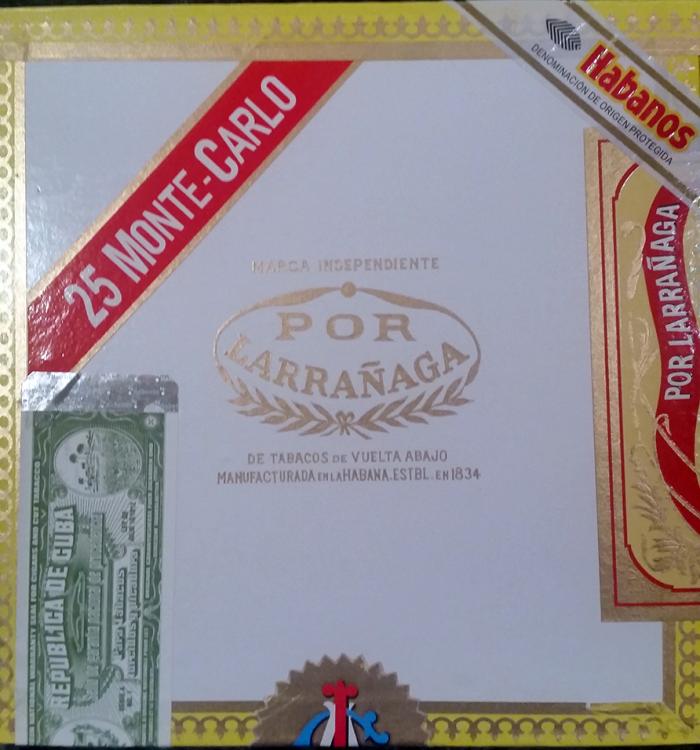 Habanos
DENOMINACIÓN DE ORIGEN PROTEGIDA
25 MONTE-CARLO
MARCA INDEPENDIENTE
POR
LARRAÑAGA
DE TABACOS DE VUELTA ABAJO
MANUFACTURADA EN LA HABANA. ESTBL. EN 1834
POR LARRAÑAGA
REPUBLICA DE CUBA